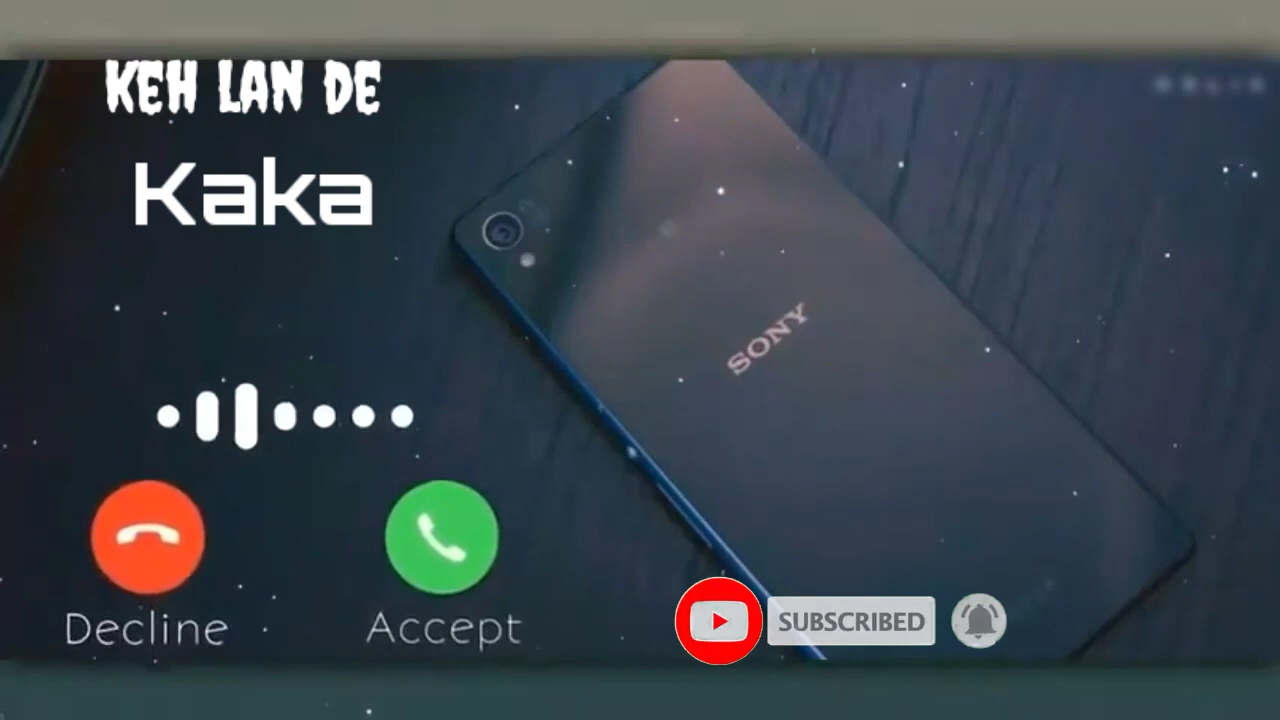 KEH LAN DE
Kaka
SONY
Decline
Accept
SUBSCRIBED